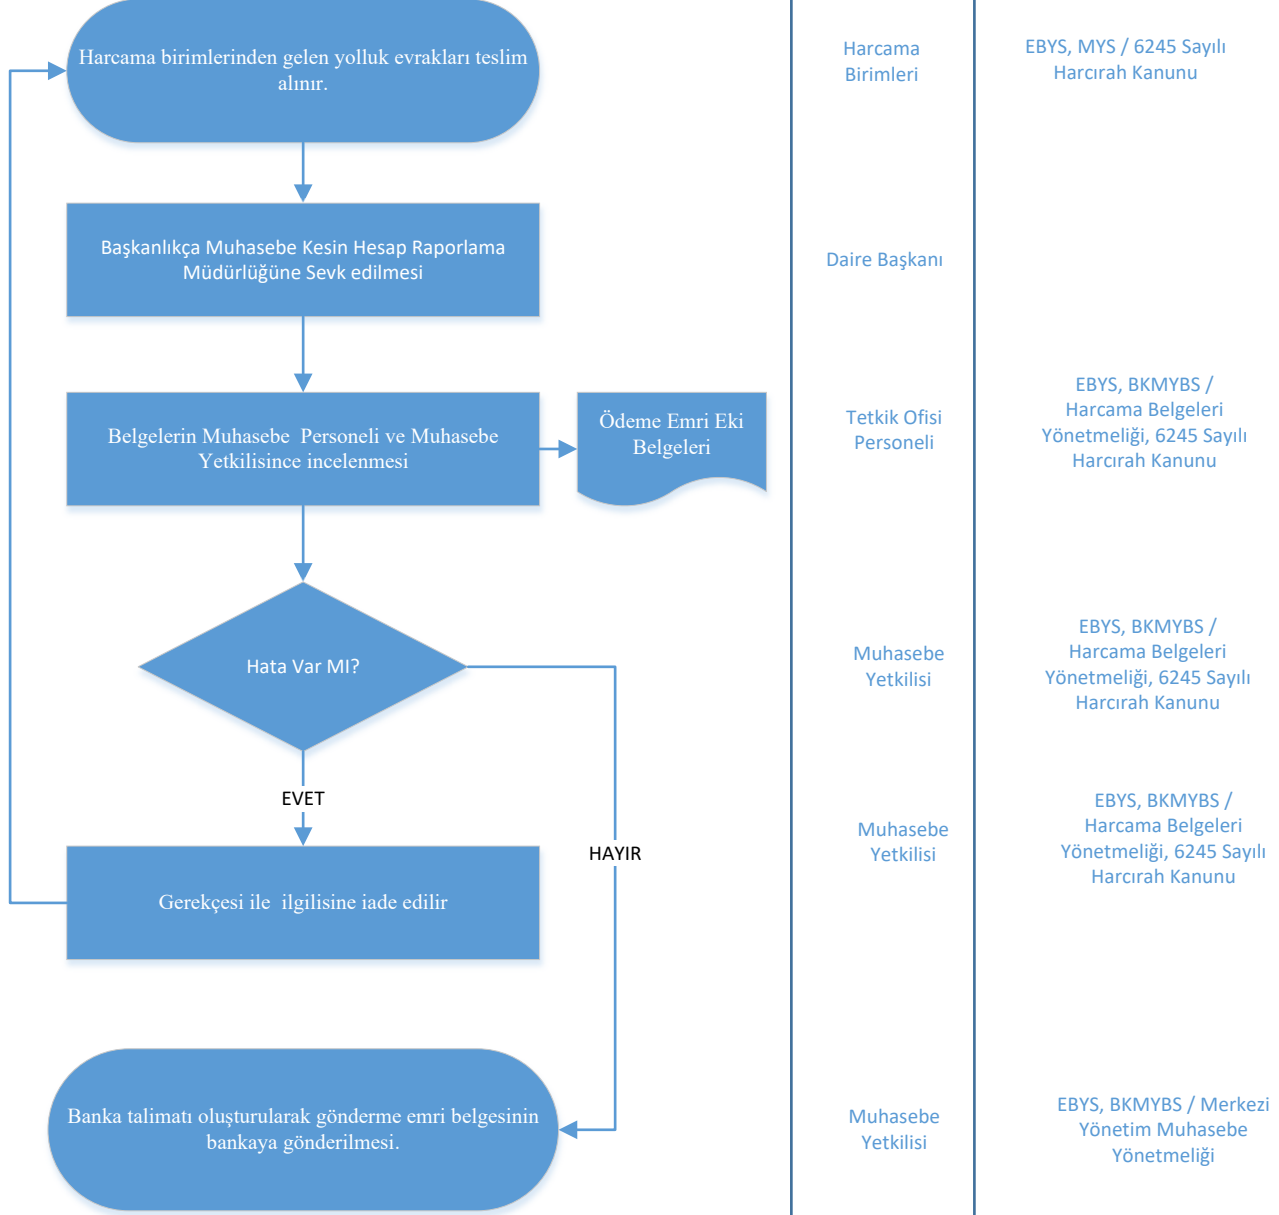 Harcama birimlerinden gelen yolluk evrakları teslim
alınır.
Harcama
Birimleri
EBYS, MYS / 6245 Sayılı
Harcırah Kanunu
Başkanlıkça Muhasebe Kesin Hesap Raporlama
Müdürlüğüne Sevk edilmesi
Daire Başkanı
Belgelerin Muhasebe  Personeli ve Muhasebe
Yetkilisince incelenmesi
Ödeme Emri Eki
Belgeleri
Tetkik Ofisi
Personeli
EBYS, BKMYBS /
Harcama Belgeleri
Yönetmeliği, 6245 Sayılı
Harcırah Kanunu
Hata Var MI?
Muhasebe
Yetkilisi
EBYS, BKMYBS /
Harcama Belgeleri
Yönetmeliği, 6245 Sayılı
Harcırah Kanunu
EVET
HAYIR
Gerekçesi ile  ilgilisine iade edilir
Muhasebe
Yetkilisi
EBYS, BKMYBS /
Harcama Belgeleri
Yönetmeliği, 6245 Sayılı
Harcırah Kanunu
Banka talimatı oluşturularak gönderme emri belgesinin
bankaya gönderilmesi.
Muhasebe
Yetkilisi
EBYS, BKMYBS / Merkezi
Yönetim Muhasebe
Yönetmeliği